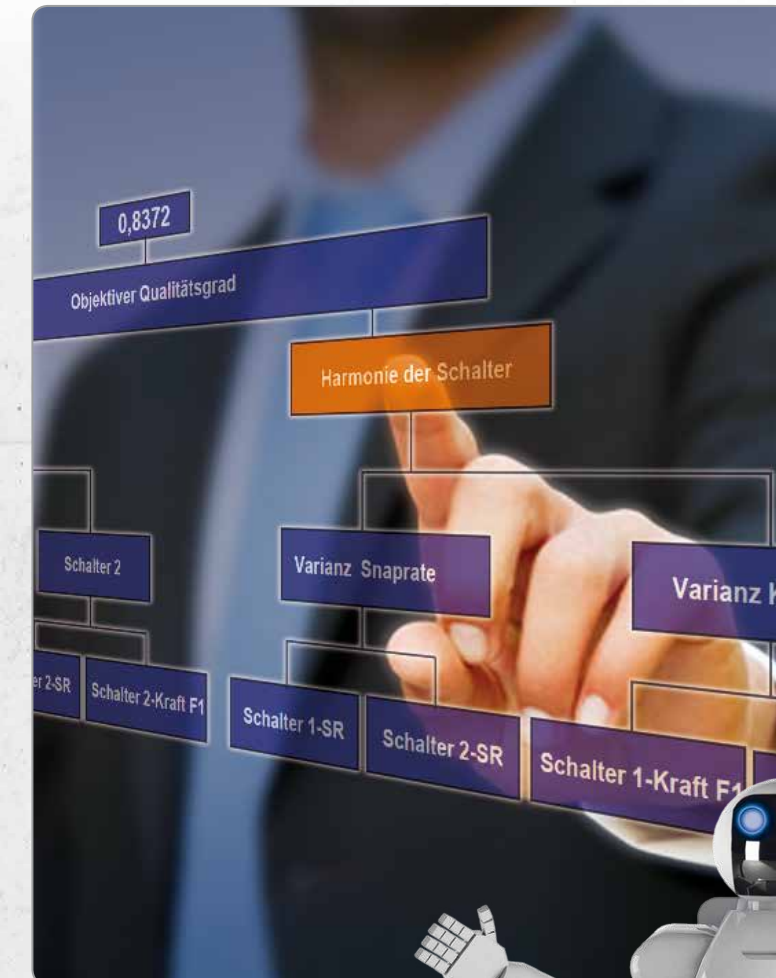 0,8372
Objektiver Qualitätsgrad
Harmonie der Schalter
Schalter 2
Varianz Snaprate
Varianz
2-SR
Schalter 2-Kraft F1
Schalter 1-SR
Schalter 2-SR
Schalter 1-Kraft F1